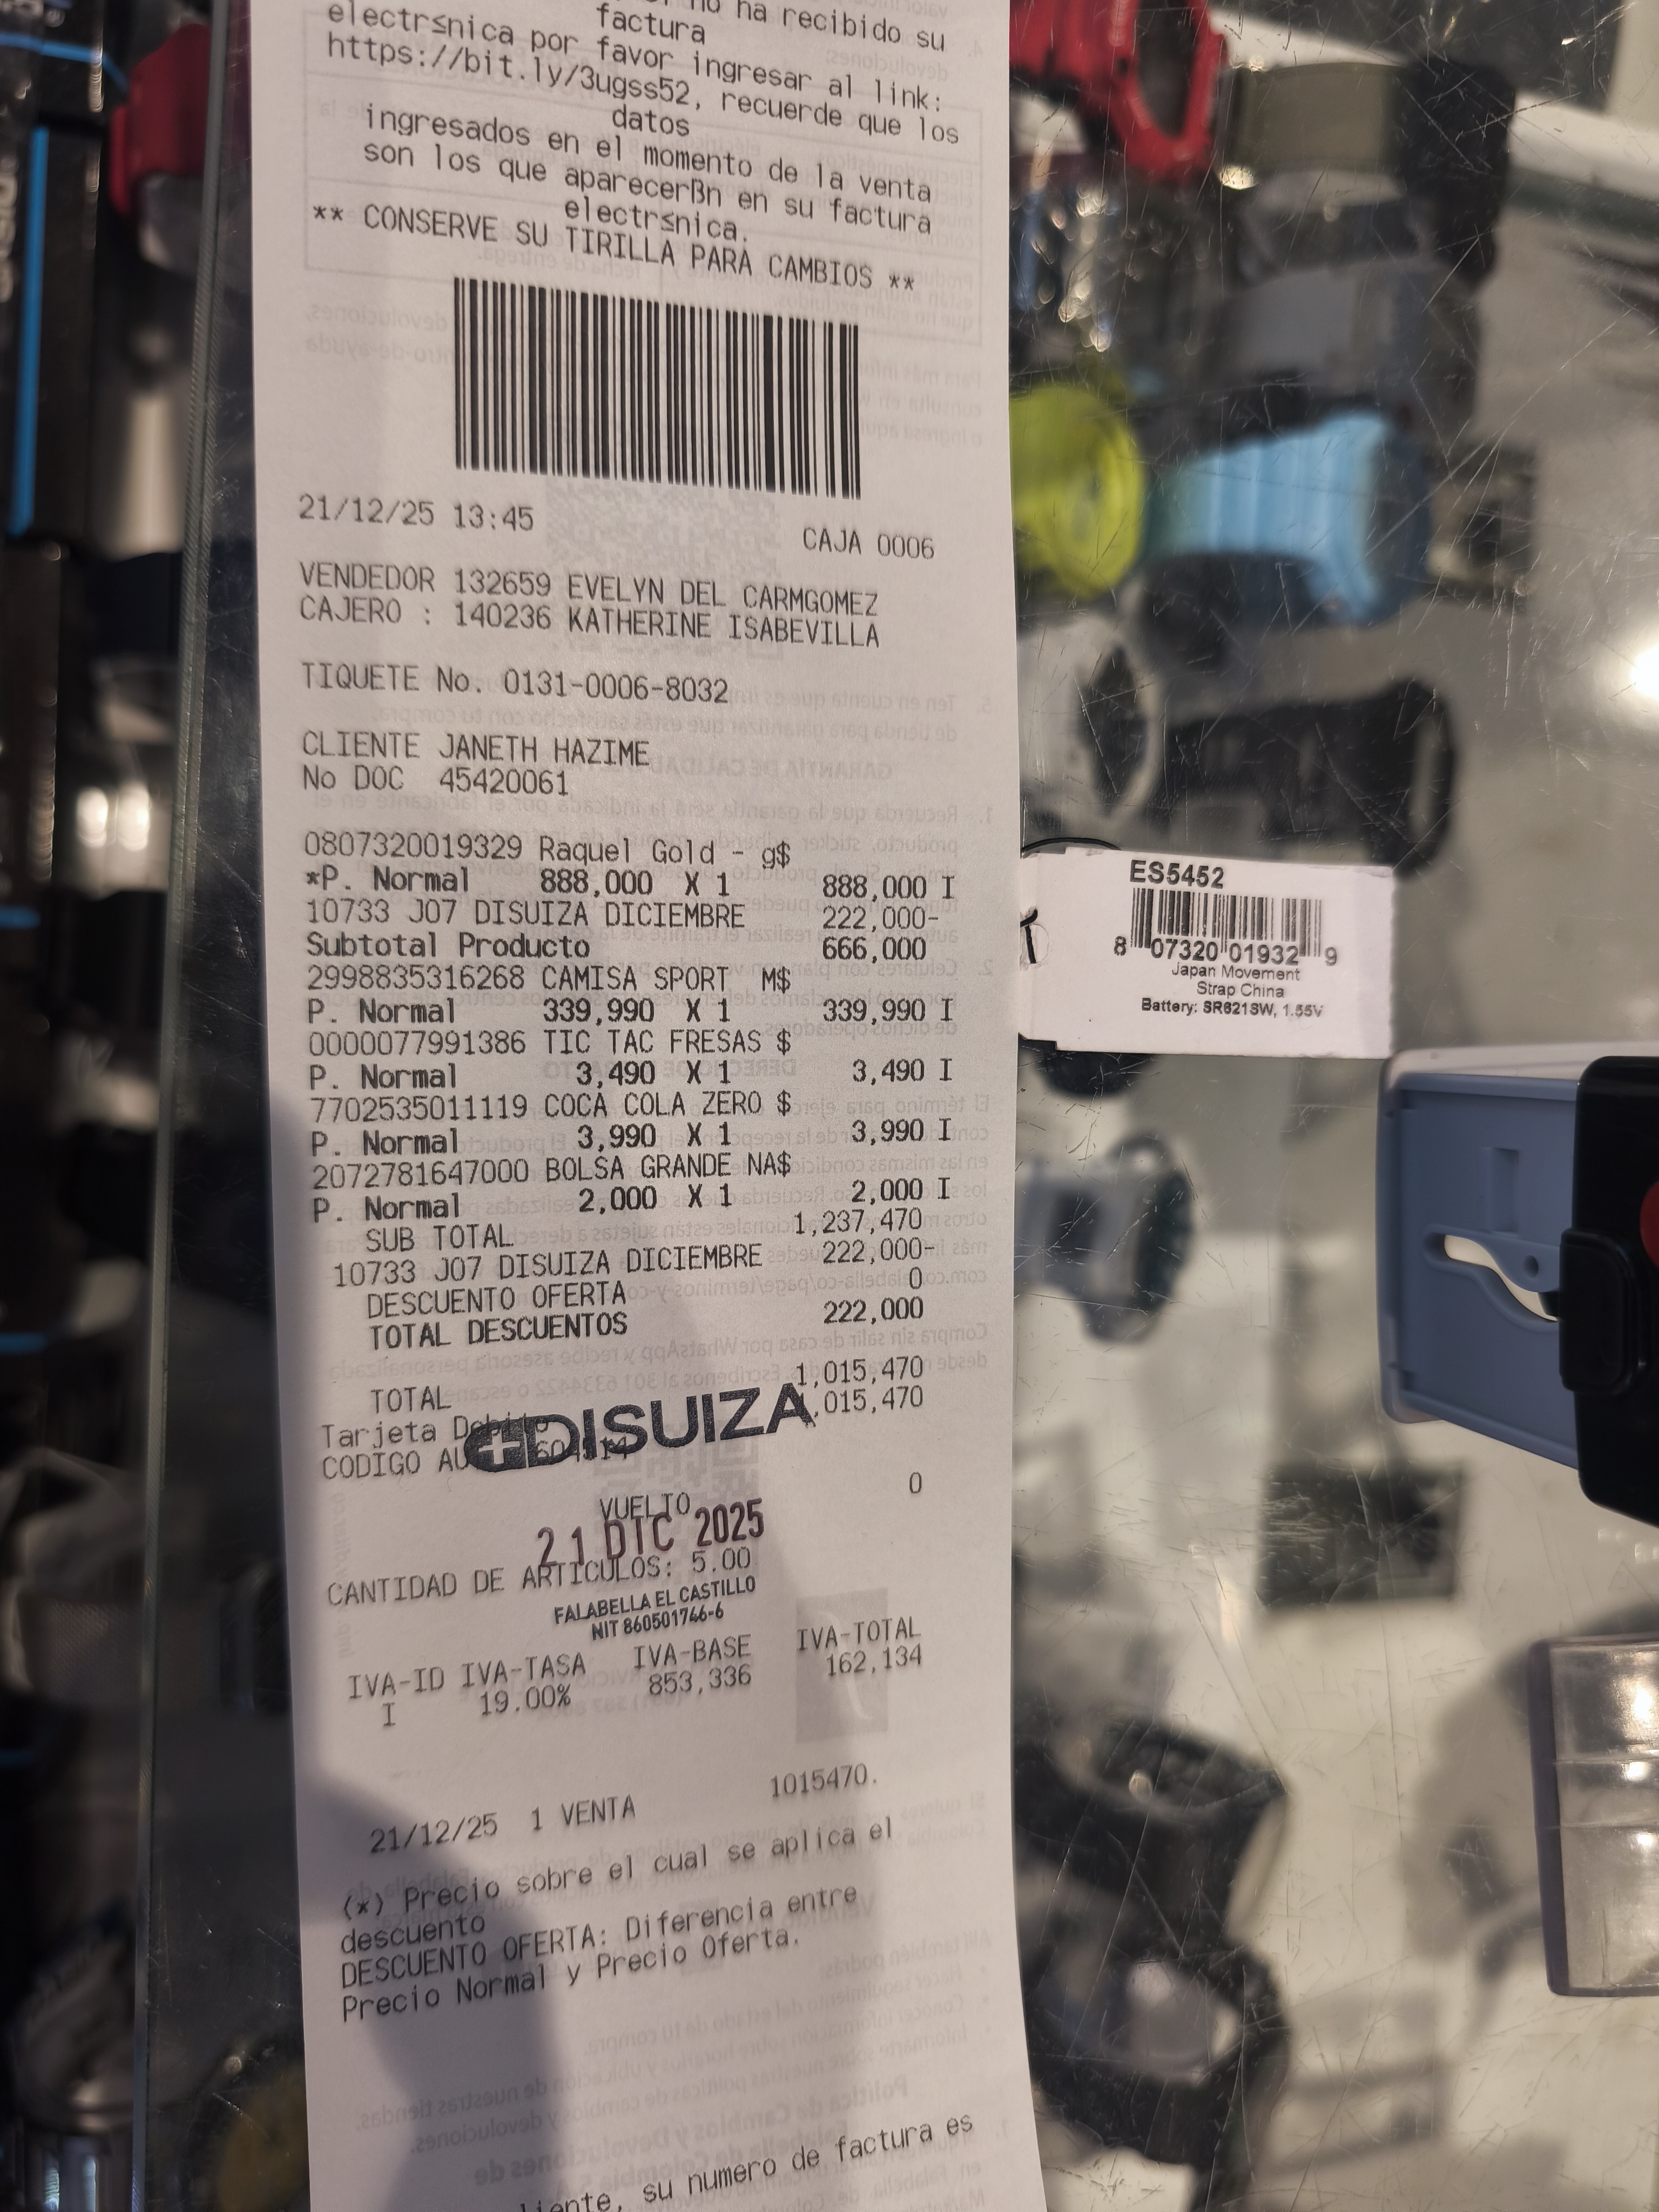 no ha recibido su
factura
electr≤nica por favor ingresar al link:
https://bit.ly/3ugss52, recuerde que los
datos
ingresados en el momento de la venta
son los que aparecerßn en su factura
electr≤nica.
** CONSERVE SU TIRILLA PARA CAMBIOS **
21/12/25 13:45 CAJA 0006
VENDEDOR 132659 EVELYN DEL CARMGOMEZ
CAJERO : 140236 KATHERINE ISABEVILLA
TIQUETE No. 0131-0006-8032
CLIENTE JANETH HAZIME
No DOC 45420061
0807320019329 Raquel Gold - g$
*P. Normal 888,000 X 1 888,000 I
10733 J07 DISUIZA DICIEMBRE 222,000-
Subtotal Producto 666,000
2998835316268 CAMISA SPORT M$
P. Normal 339,990 X 1 339,990 I
0000077991386 TIC TAC FRESAS $
P. Normal 3,490 X 1 3,490 I
7702535011119 COCA COLA ZERO $
P. Normal 3,990 X 1 3,990 I
2072781647000 BOLSA GRANDE NA$
P. Normal 2,000 X 1 2,000 I
SUB TOTAL 1,237,470
10733 J07 DISUIZA DICIEMBRE 222,000-
DESCUENTO OFERTA 0
TOTAL DESCUENTOS 222,000
TOTAL 1,015,470
Tarjeta Debito 1,015,470
CODIGO
DISUIZA
VUELTO 0
21 DIC 2025
CANTIDAD DE ARTICULOS: 5.00
FALABELLA EL CASTILLO
NIT 860501746-6
IVA-ID IVA-TASA IVA-BASE IVA-TOTAL
I 19.00% 853,336 162,134
21/12/25 1 VENTA 1015470.
(*) Precio sobre el cual se aplica el
descuento
DESCUENTO OFERTA: Diferencia entre
Precio Normal y Precio Oferta.
su numero de factura es
ES5452
8 07320 01932 9
Japan Movement
Strap China
Battery: SR621SW, 1.55V